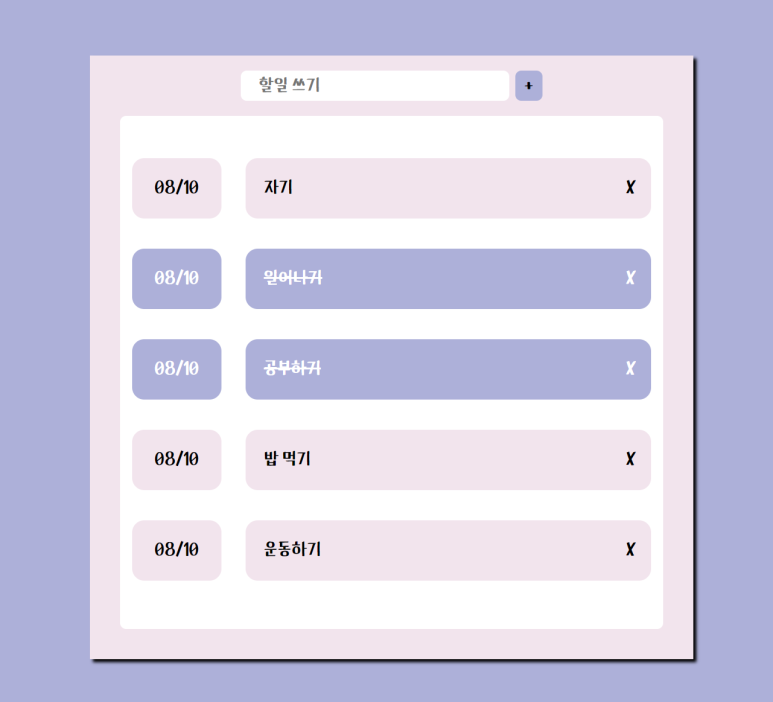 할일 쓰기 +
08/10 자기 X
08/10 일어나기 X
08/10 공부하기 X
08/10 밥 먹기 X
08/10 운동하기 X